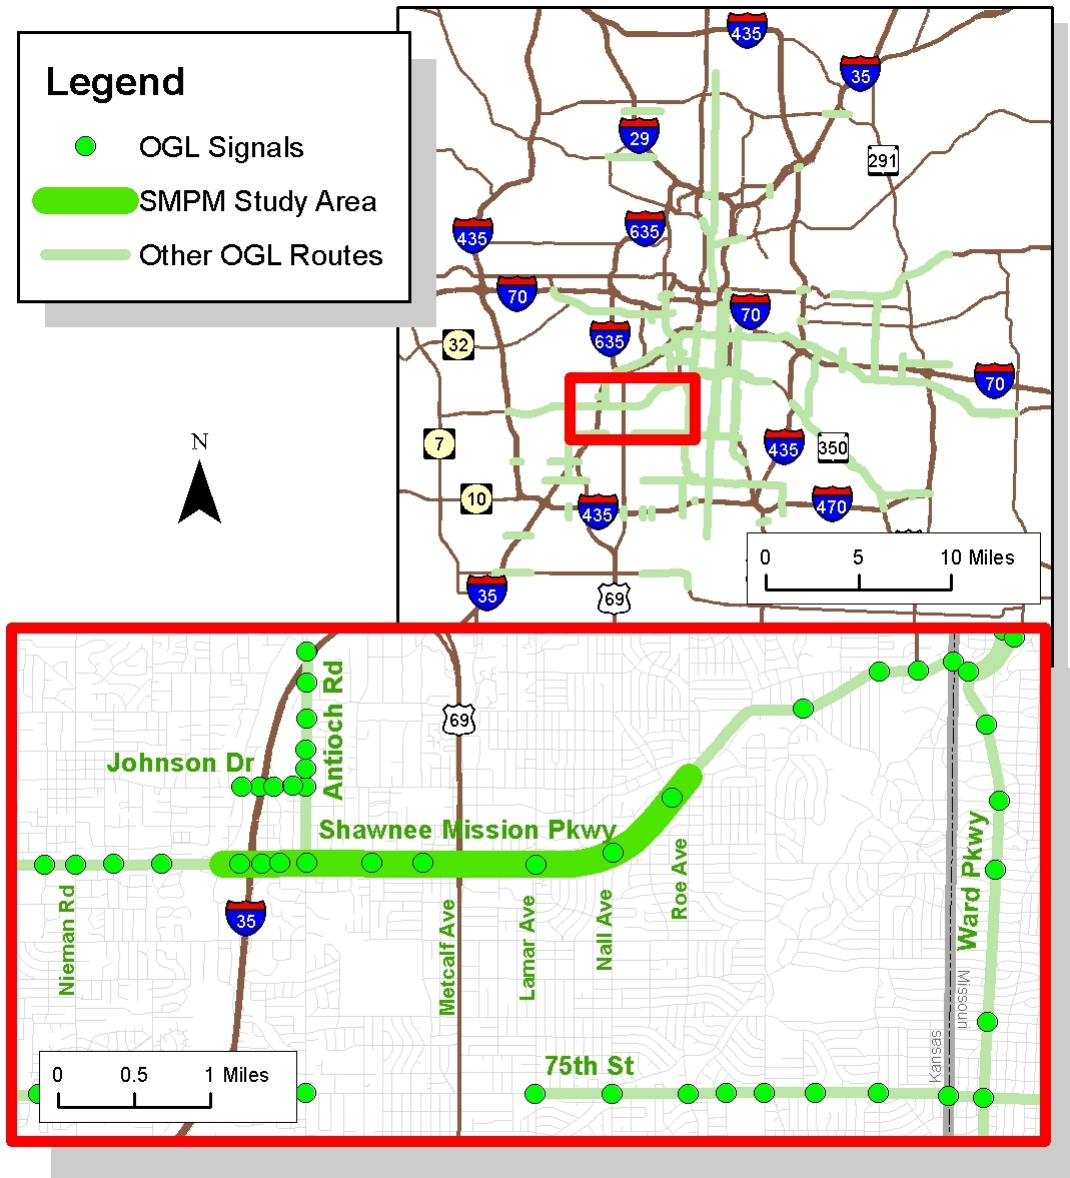 Legend
OGL Signals
SMPM Study Area
Other OGL Routes
435
35
29
291
435
635
70
70
32
635
70
7
435
350
10
435
470
0 5 10 Miles
35
69
N
Johnson Dr
Antioch Rd
69
Shawnee Mission Pkwy
Nieman Rd
35
Metcalf Ave
Lamar Ave
Nall Ave
Roe Ave
Ward Pkwy
Kansas
Missouri
75th St
0 0.5 1 Miles